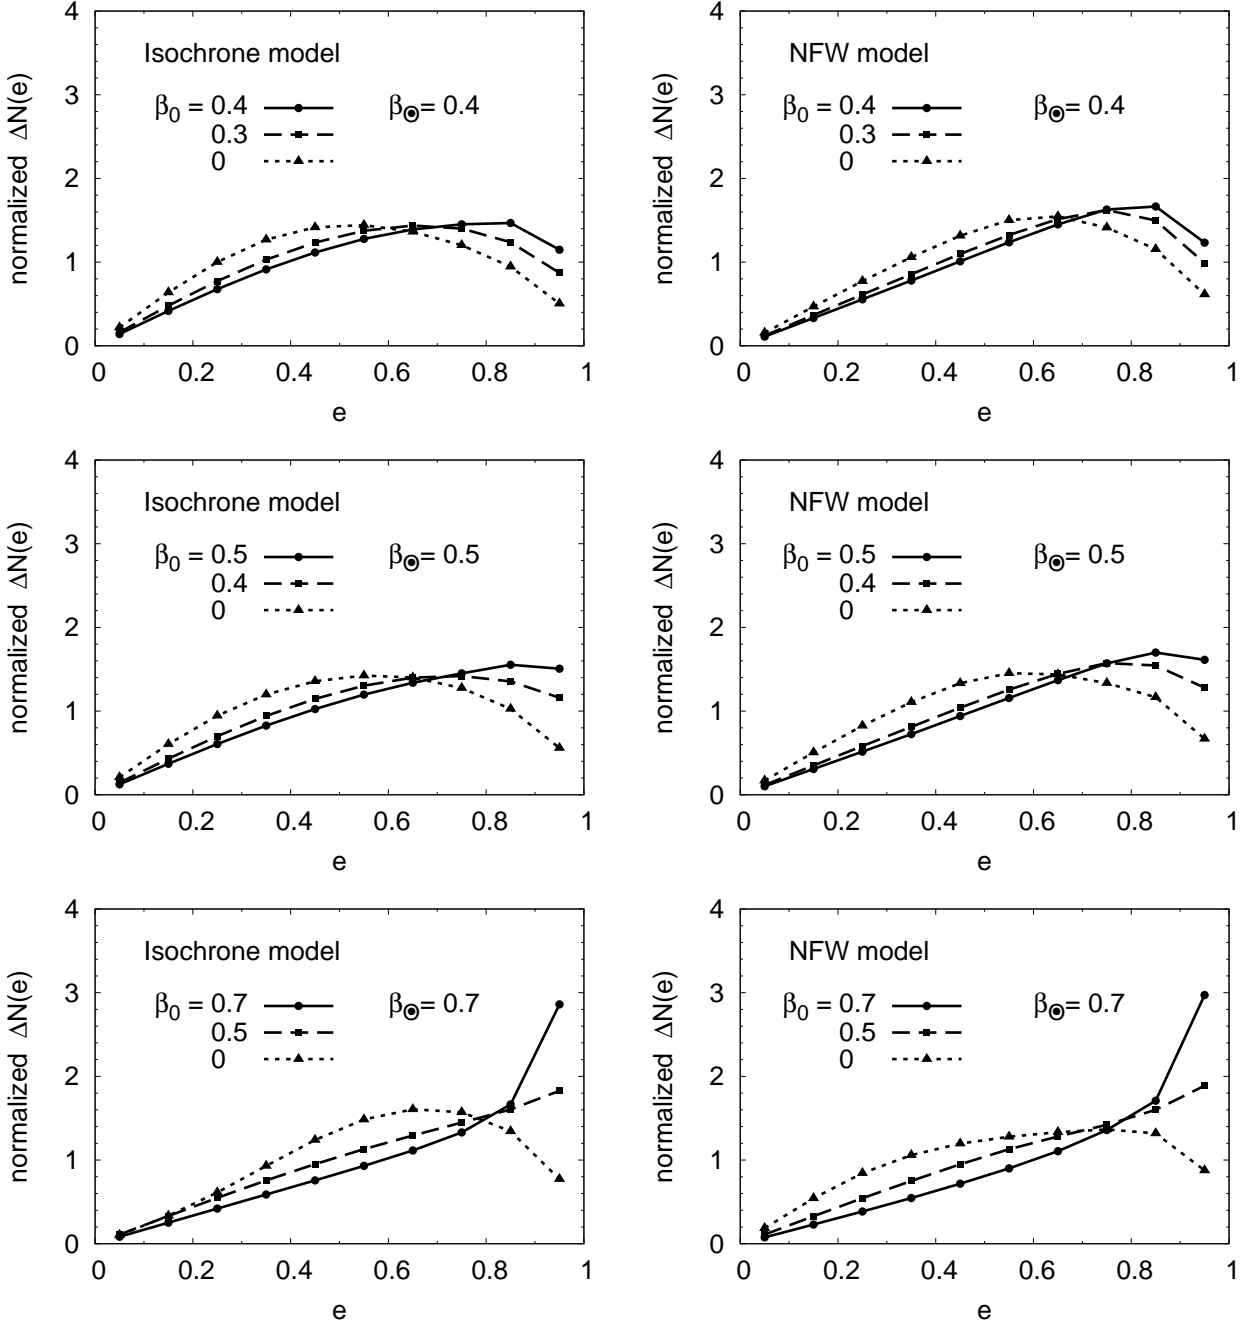 4
3
2
1
0
normalized ΔN(e)
Isochrone model
β₀ = 0.4
0.3
0
β☉= 0.4
0 0.2 0.4 0.6 0.8 1
e
4
3
2
1
0
normalized ΔN(e)
NFW model
β₀ = 0.4
0.3
0
β☉= 0.4
0 0.2 0.4 0.6 0.8 1
e
4
3
2
1
0
normalized ΔN(e)
Isochrone model
β₀ = 0.5
0.4
0
β☉= 0.5
0 0.2 0.4 0.6 0.8 1
e
4
3
2
1
0
normalized ΔN(e)
NFW model
β₀ = 0.5
0.4
0
β☉= 0.5
0 0.2 0.4 0.6 0.8 1
e
4
3
2
1
0
normalized ΔN(e)
Isochrone model
β₀ = 0.7
0.5
0
β☉= 0.7
0 0.2 0.4 0.6 0.8 1
e
4
3
2
1
0
normalized ΔN(e)
NFW model
β₀ = 0.7
0.5
0
β☉= 0.7
0 0.2 0.4 0.6 0.8 1
e